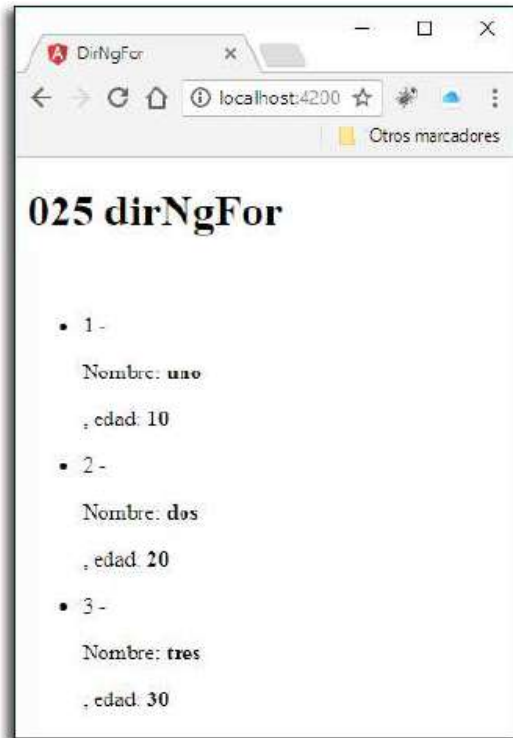 DirNgFor
localhost:4200
Otros marcadores
025 dirNgFor
1 -
Nombre: uno
, edad: 10
2 -
Nombre: dos
, edad: 20
3 -
Nombre: tres
, edad: 30